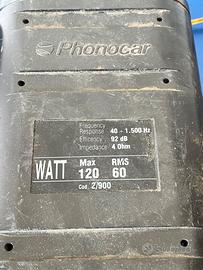 Phonocar
Frequency
Response 40 - 1.500 Hz
Efficiency 92 dB
Impedance 4 Ohm
WATT Max RMS
120 60
Cod. 2/900